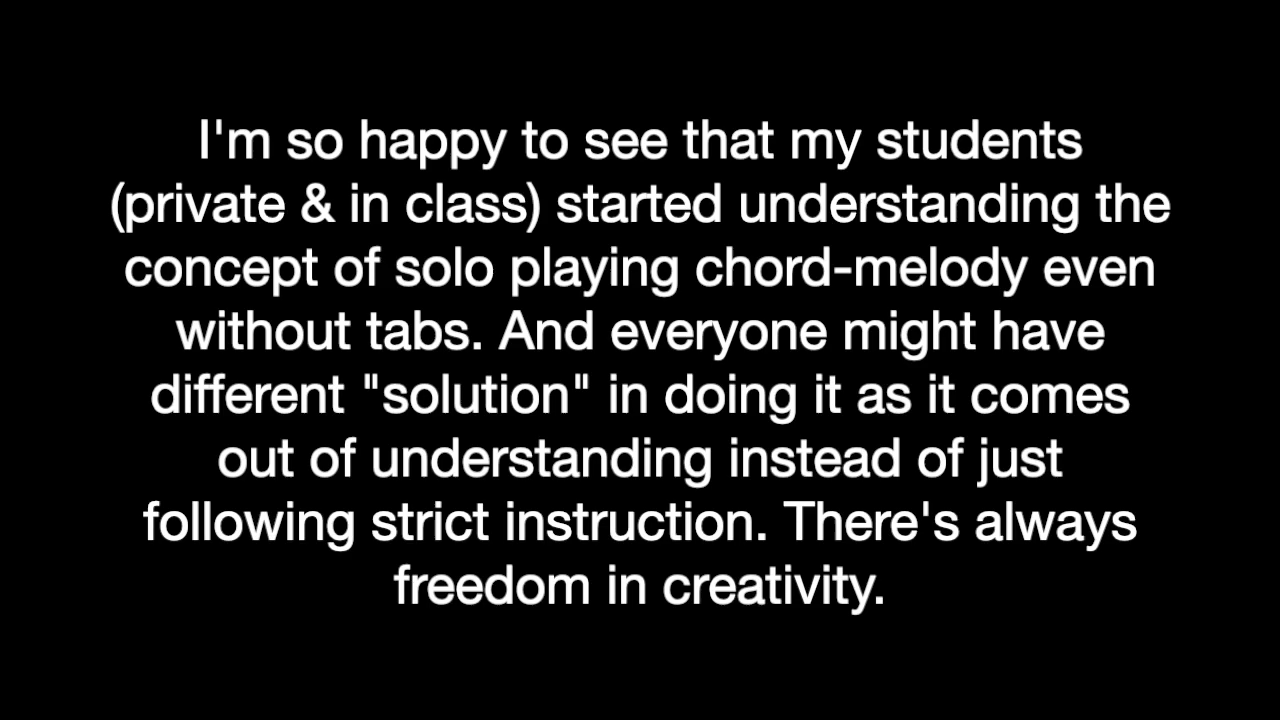 I'm so happy to see that my students
(private & in class) started understanding the
concept of solo playing chord-melody even
without tabs. And everyone might have
different "solution" in doing it as it comes
out of understanding instead of just
following strict instruction. There's always
freedom in creativity.